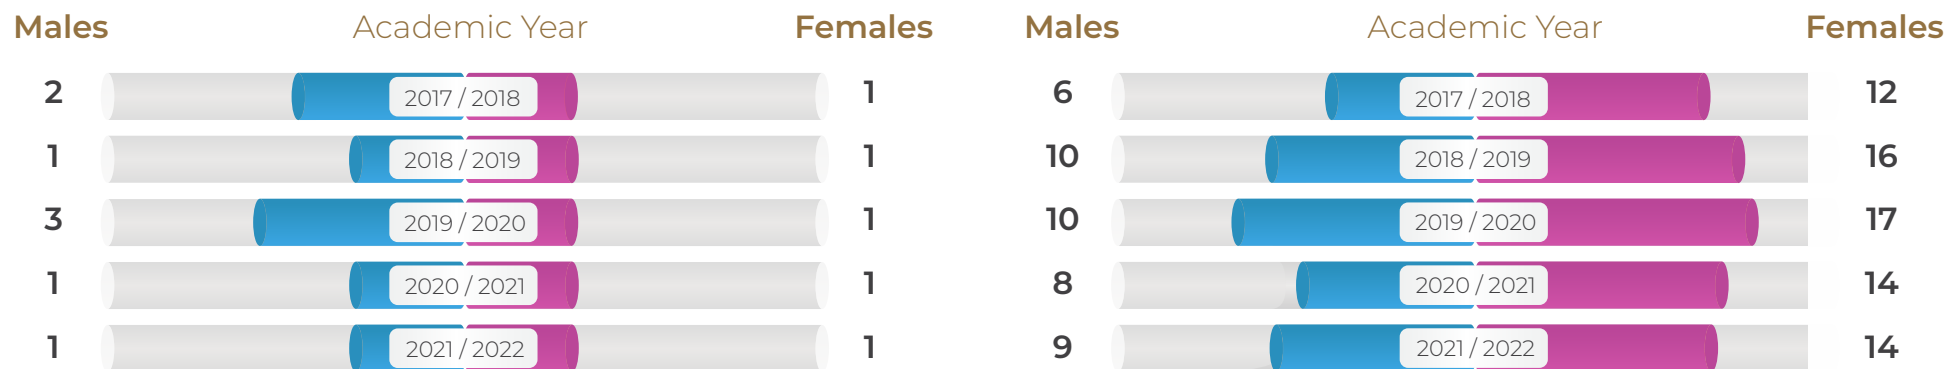 Males Academic Year Females
2 2017 / 2018 1
1 2018 / 2019 1
3 2019 / 2020 1
1 2020 / 2021 1
1 2021 / 2022 1
Males Academic Year Females
6 2017 / 2018 12
10 2018 / 2019 16
10 2019 / 2020 17
8 2020 / 2021 14
9 2021 / 2022 14